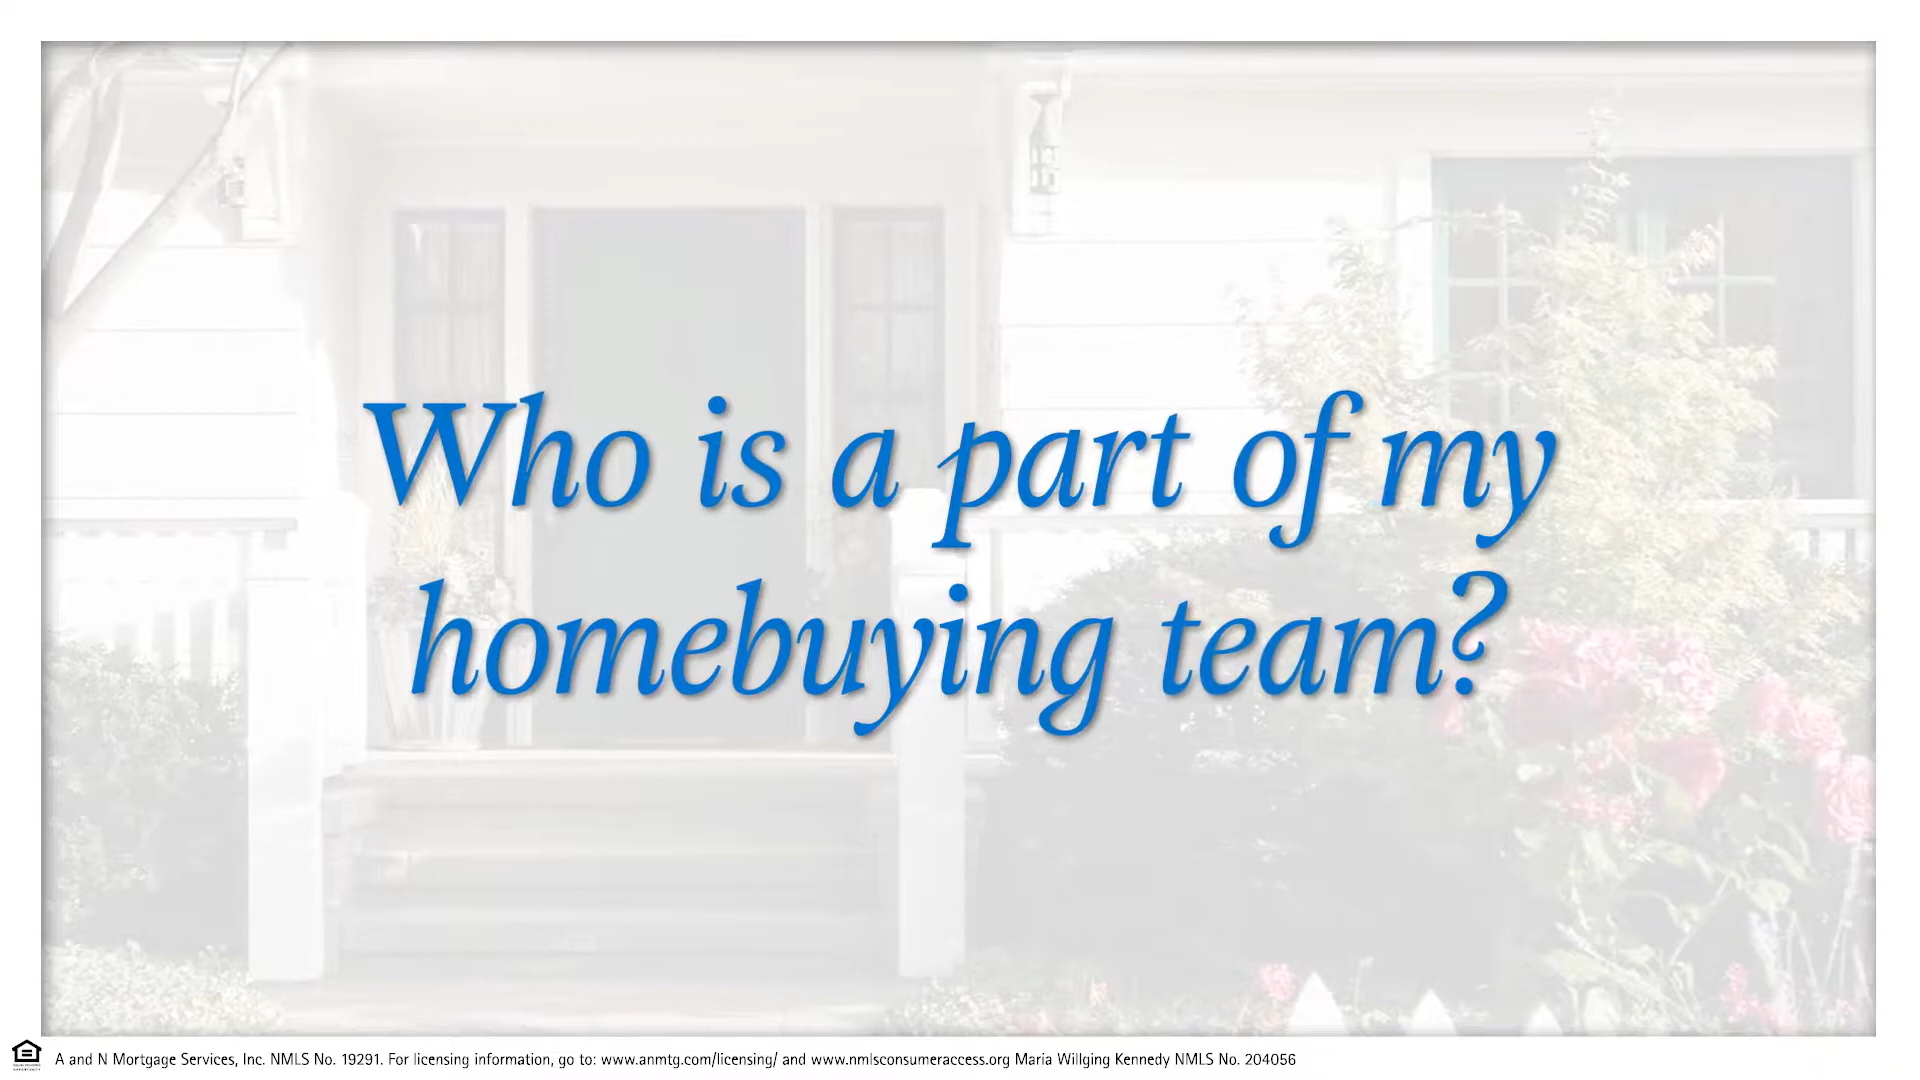 Who is a part of my
homebuying team?
A and N Mortgage Services, Inc. NMLS No. 19291. For licensing information, go to: www.anmtg.com/licensing/ and www.nmlsconsumeraccess.org Maria Willging Kennedy NMLS No. 204056